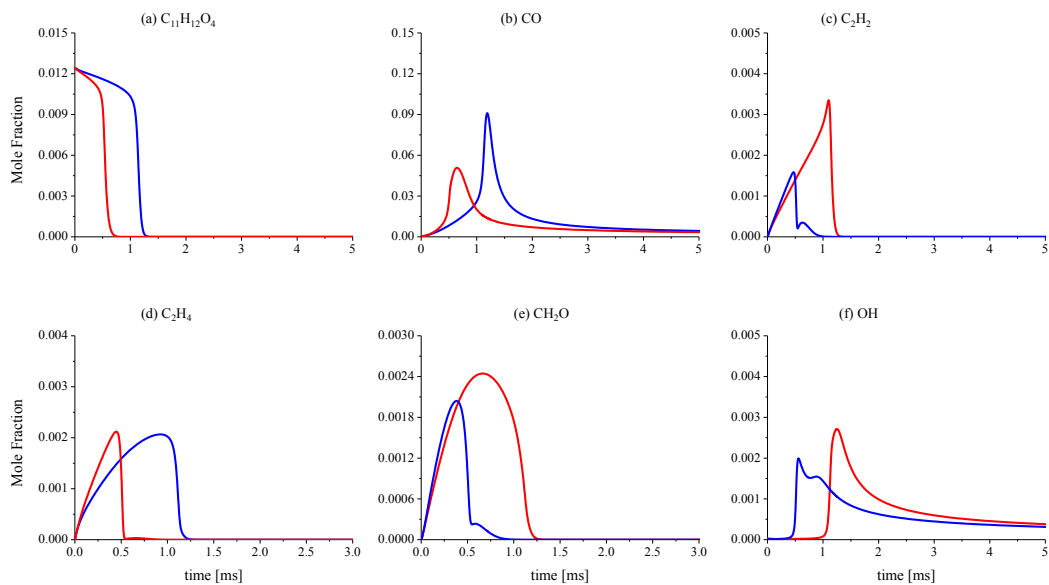 (a) C11H12O4
(b) CO
(c) C2H2
Mole Fraction
0.015
0.012
0.009
0.006
0.003
0.000
0 1 2 3 4 5
0.15
0.12
0.09
0.06
0.03
0.00
0 1 2 3 4 5
0.005
0.004
0.003
0.002
0.001
0.000
0 1 2 3 4 5
(d) C2H4
(e) CH2O
(f) OH
Mole Fraction
0.004
0.003
0.002
0.001
0.000
0.0 0.5 1.0 1.5 2.0 2.5 3.0
time [ms]
0.0030
0.0024
0.0018
0.0012
0.0006
0.0000
0.0 0.5 1.0 1.5 2.0 2.5 3.0
time [ms]
0.005
0.004
0.003
0.002
0.001
0.000
0 1 2 3 4 5
time [ms]